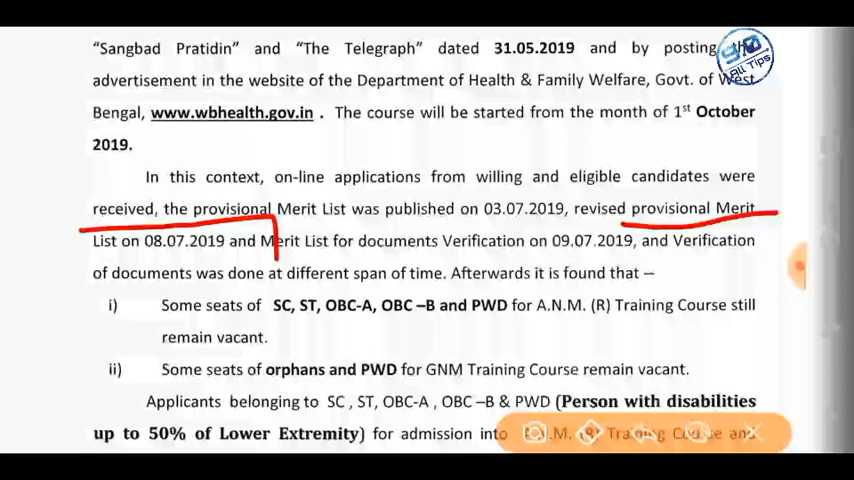 "Sangbad Pratidin" and "The Telegraph" dated 31.05.2019 and by posting the
advertisement in the website of the Department of Health & Family Welfare, Govt. of West
Bengal, www.wbhealth.gov.in . The course will be started from the month of 1st October
2019.
In this context, on-line applications from willing and eligible candidates were
received, the provisional Merit List was published on 03.07.2019, revised provisional Merit
List on 08.07.2019 and Merit List for documents Verification on 09.07.2019, and Verification
of documents was done at different span of time. Afterwards it is found that –
i) Some seats of SC, ST, OBC-A, OBC –B and PWD for A.N.M. (R) Training Course still
remain vacant.
ii) Some seats of orphans and PWD for GNM Training Course remain vacant.
Applicants belonging to SC , ST, OBC-A , OBC –B & PWD (Person with disabilities
up to 50% of Lower Extremity) for admission into A.N.M. (R) Training Course and
All Tips